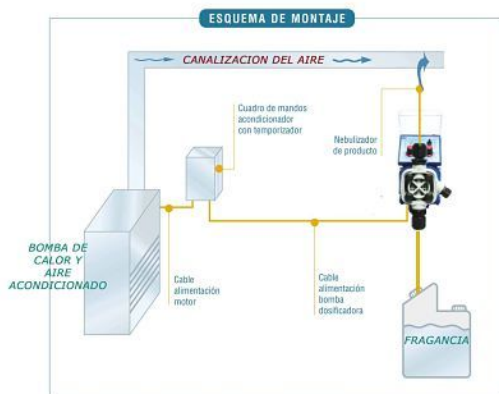 ESQUEMA DE MONTAJE
CANALIZACION DEL AIRE
Cuadro de mandos
acondicionador
con temporizador
Nebulizador
de producto
BOMBA DE
CALOR Y
AIRE
ACONDICIONADO
Cable
alimentación
motor
Cable
alimentación
bomba
dosificadora
FRAGANCIA